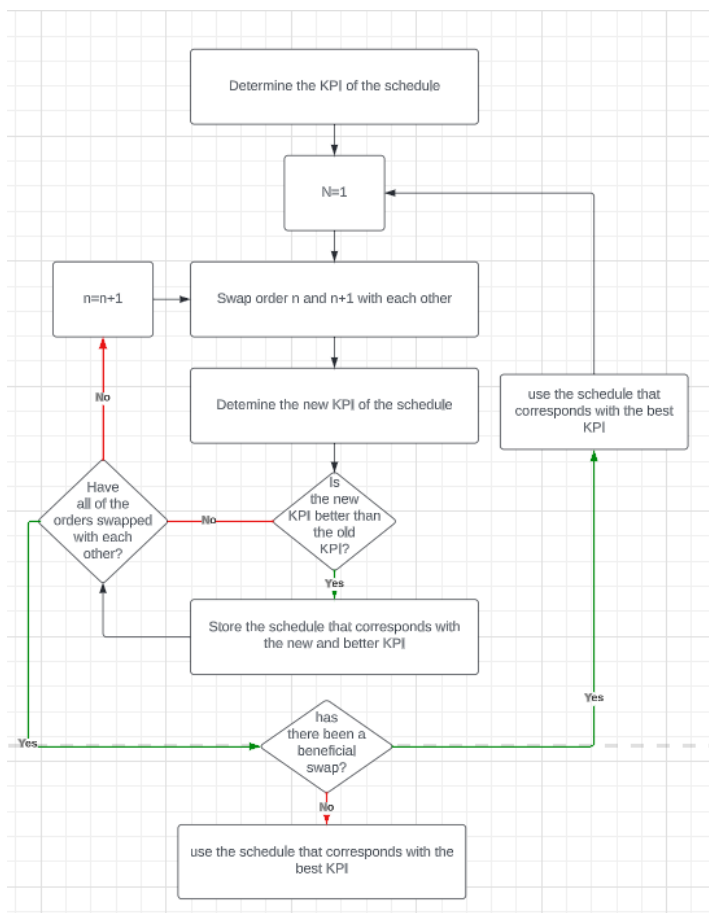 Determine the KPI of the schedule
N=1
n=n+1
Swap order n and n+1 with each other
No
Detemine the new KPI of the schedule
use the schedule that
corresponds with the best
KPI
Have
all of the
orders swapped
with each
other?
No
Is
the new
KPI better than
the old
KPI?
Yes
Store the schedule that corresponds with
the new and better KPI
Yes
has
there been a
beneficial
swap?
Yes
No
use the schedule that corresponds with the
best KPI